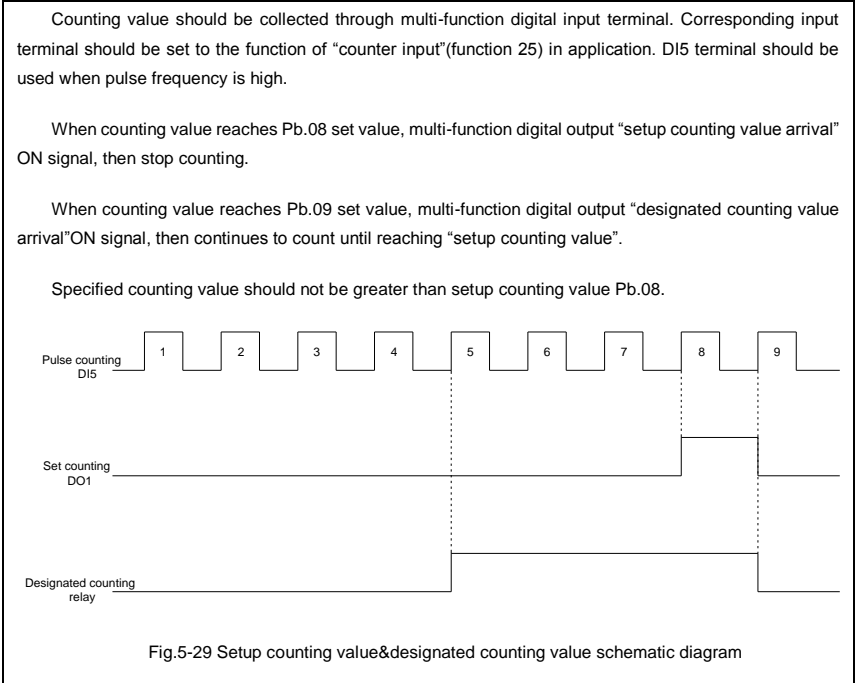 Counting value should be collected through multi-function digital input terminal. Corresponding input
terminal should be set to the function of “counter input”(function 25) in application. DI5 terminal should be
used when pulse frequency is high.
When counting value reaches Pb.08 set value, multi-function digital output “setup counting value arrival”
ON signal, then stop counting.
When counting value reaches Pb.09 set value, multi-function digital output “designated counting value
arrival”ON signal, then continues to count until reaching “setup counting value”.
Specified counting value should not be greater than setup counting value Pb.08.
1 2 3 4 5 6 7 8 9
Pulse counting
DI5
Set counting
DO1
Designated counting
relay
Fig.5-29 Setup counting value&designated counting value schematic diagram